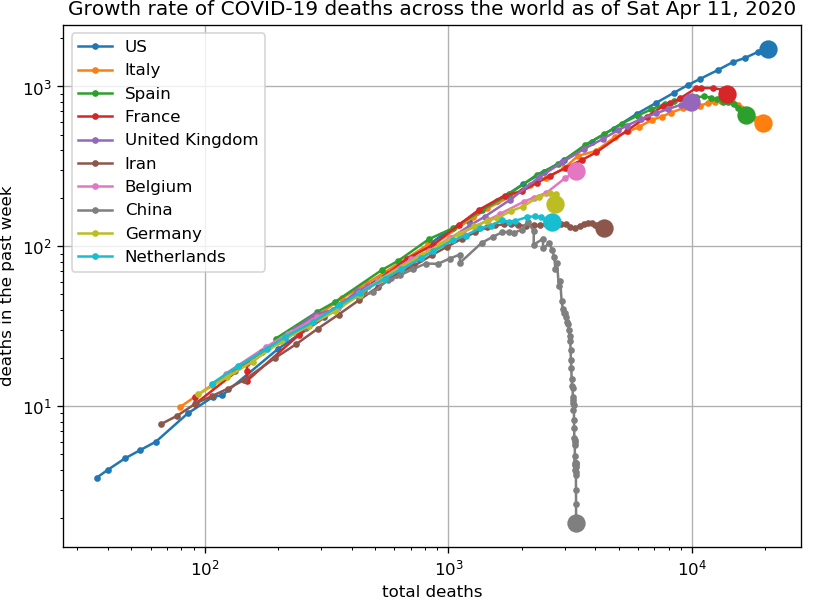 Growth rate of COVID-19 deaths across the world as of Sat Apr 11, 2020
US
Italy
Spain
France
United Kingdom
Iran
Belgium
China
Germany
Netherlands
deaths in the past week
10³
10²
10¹
10² 10³ 10⁴
total deaths